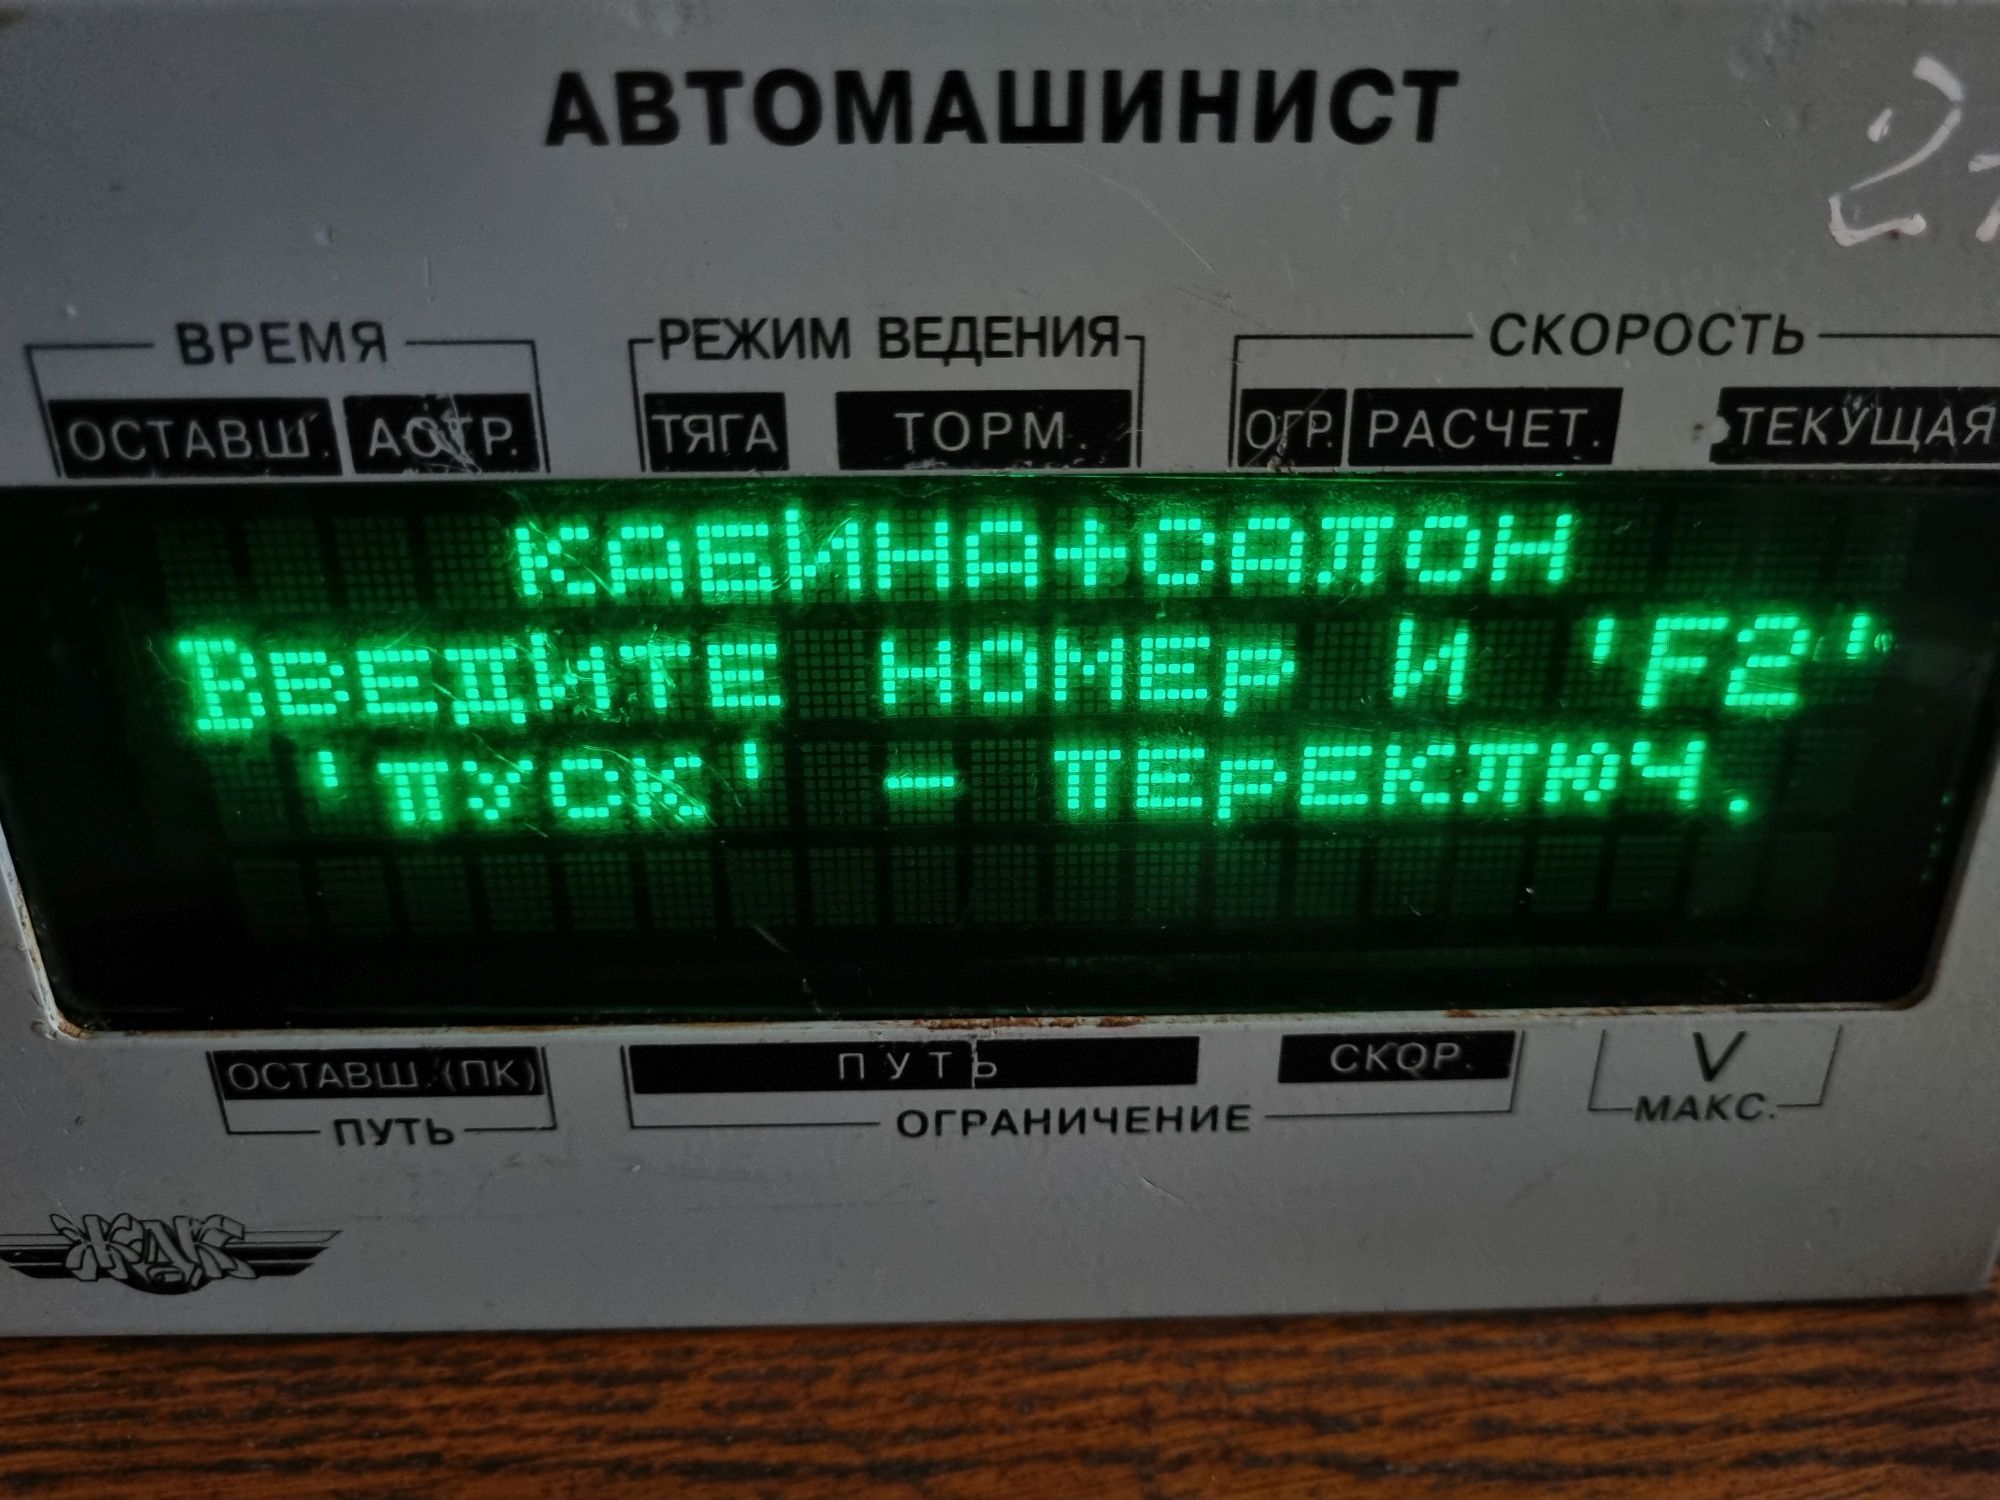 АВТОМАШИНИСТ
ВРЕМЯ
РЕЖИМ ВЕДЕНИЯ
СКОРОСТЬ
ОСТАВШ. АСТР. ТЯГА ТОРМ. ОГР. РАСЧЕТ. ТЕКУЩАЯ
КАБИНА+САЛОН
Введите номер и 'F2'
'ПУСК' - переключ.
ОСТАВШ.(ПК) ПУТЬ СКОР. V
ПУТЬ ОГРАНИЧЕНИЕ МАКС.